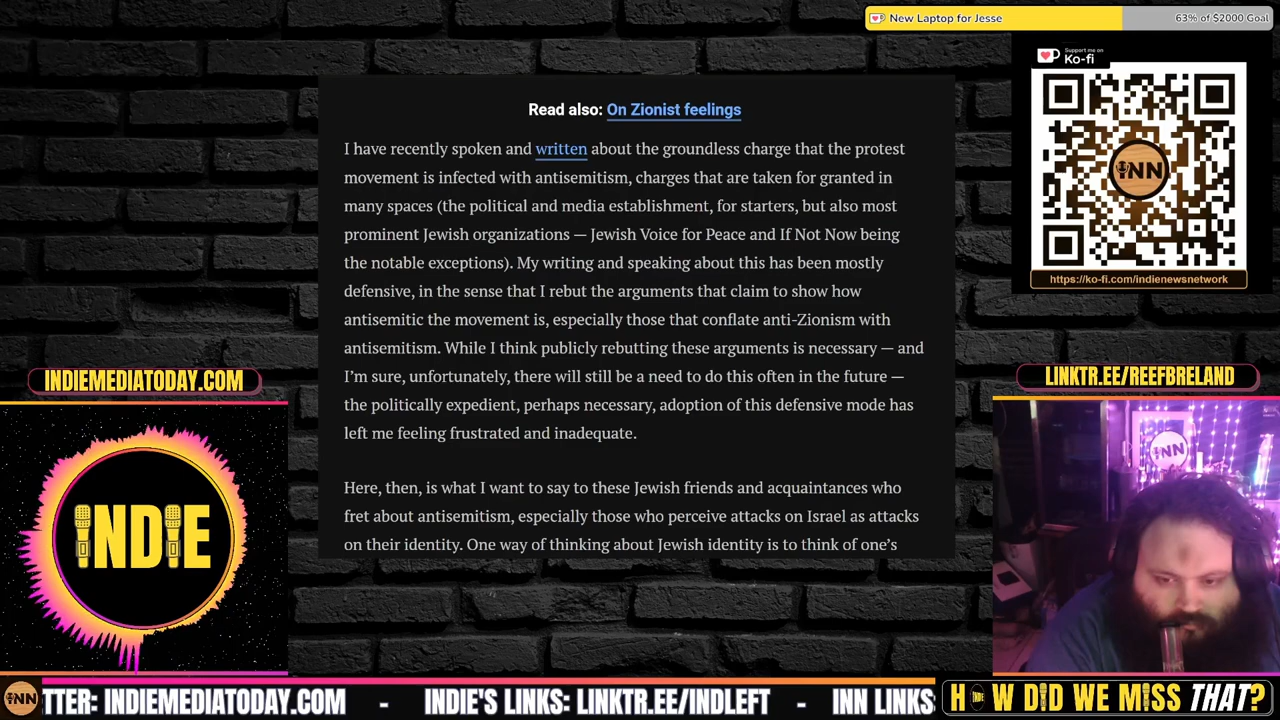 New Laptop for Jesse
63% of $2000 Goal
Support me on
Ko-fi
INN
https://ko-fi.com/indienewsnetwork
Read also: On Zionist feelings
I have recently spoken and written about the groundless charge that the protest
movement is infected with antisemitism, charges that are taken for granted in
many spaces (the political and media establishment, for starters, but also most
prominent Jewish organizations — Jewish Voice for Peace and If Not Now being
the notable exceptions). My writing and speaking about this has been mostly
defensive, in the sense that I rebut the arguments that claim to show how
antisemitic the movement is, especially those that conflate anti-Zionism with
antisemitism. While I think publicly rebutting these arguments is necessary — and
I’m sure, unfortunately, there will still be a need to do this often in the future —
the politically expedient, perhaps necessary, adoption of this defensive mode has
left me feeling frustrated and inadequate.
Here, then, is what I want to say to these Jewish friends and acquaintances who
fret about antisemitism, especially those who perceive attacks on Israel as attacks
on their identity. One way of thinking about Jewish identity is to think of one’s
INDIEMEDIATODAY.COM
INDIE
LINKTR.EE/REEFBRELAND
INN
INN
TTER: INDIEMEDIATODAY.COM - INDIE'S LINKS: LINKTR.EE/INDLEFT - INN LINKS
HOW DID WE MISS THAT?